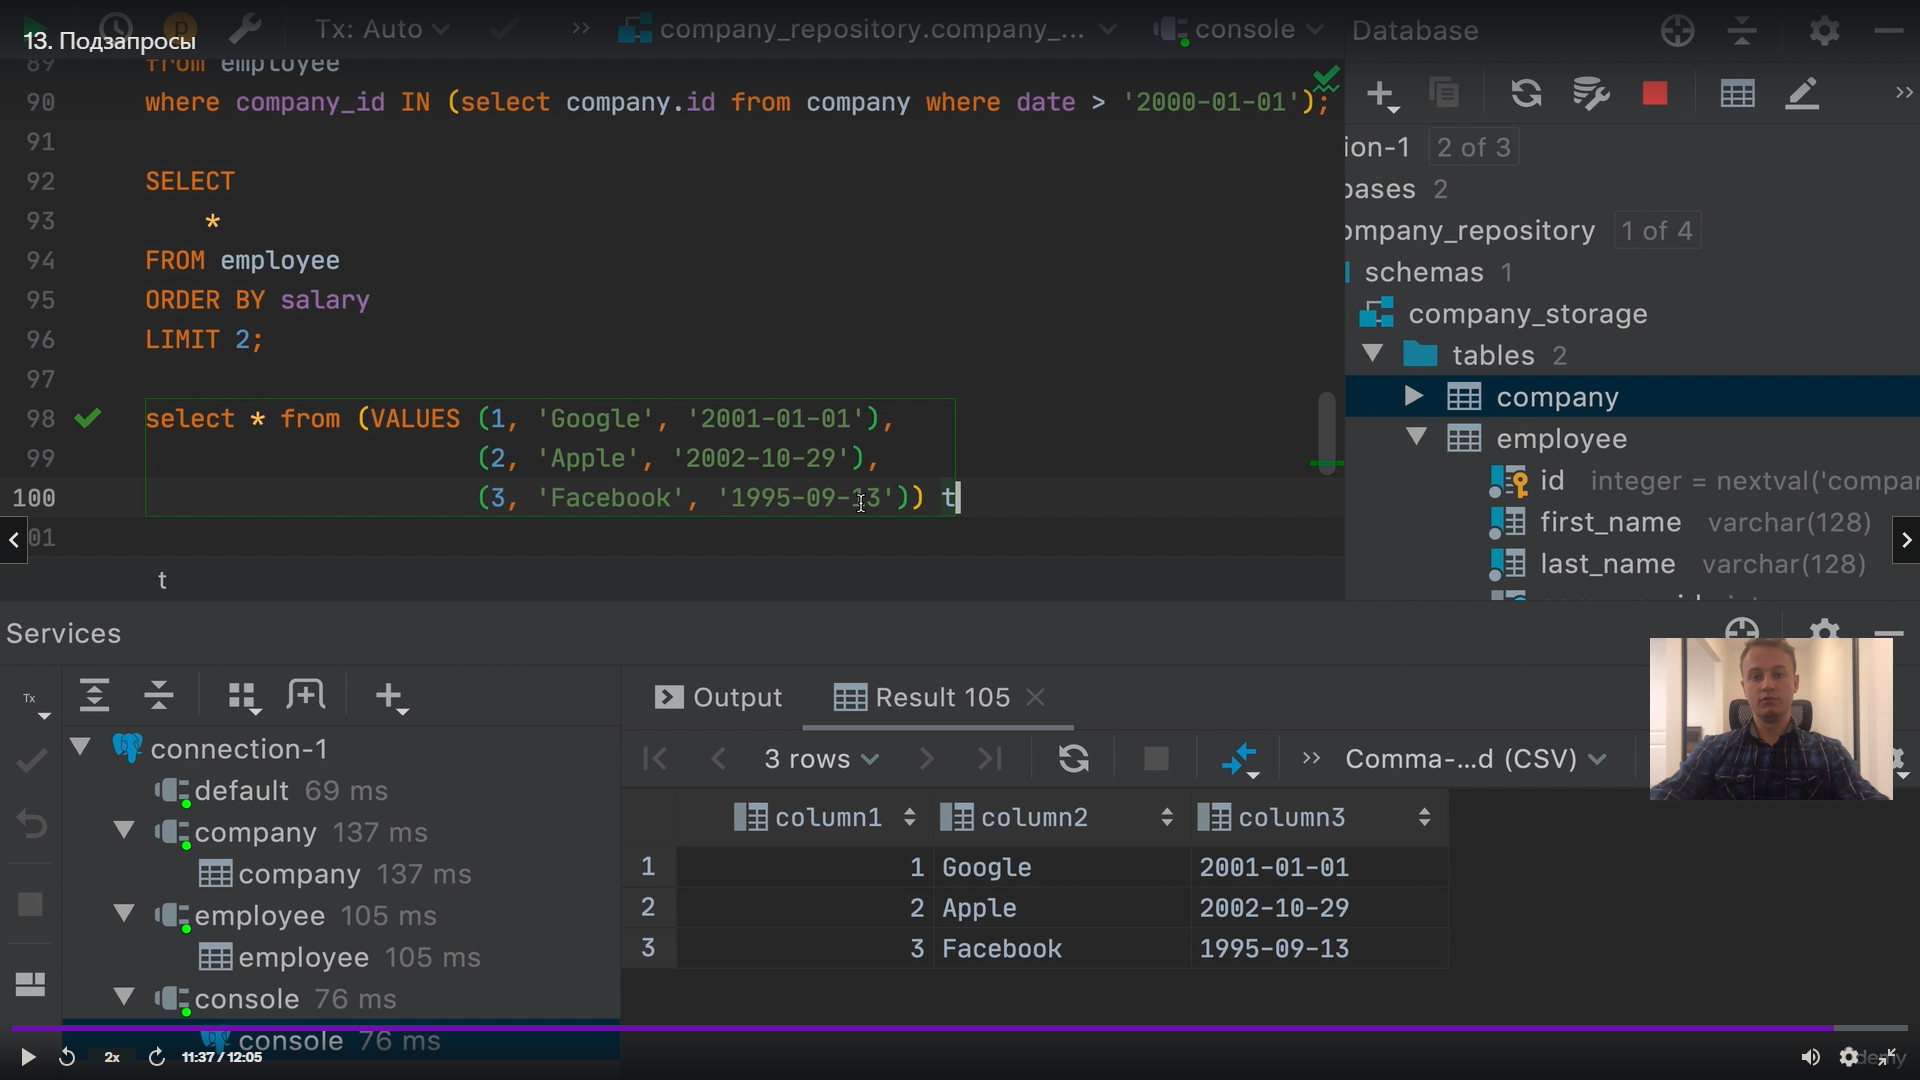 13. Подзапросы
Tx: Auto
company_repository.company_...
console
Database
89 from employee
90 where company_id IN (select company.id from company where date > '2000-01-01');
91
92 SELECT
93 *
94 FROM employee
95 ORDER BY salary
96 LIMIT 2;
97
98 select * from (VALUES (1, 'Google', '2001-01-01'),
99 (2, 'Apple', '2002-10-29'),
100 (3, 'Facebook', '1995-09-13')) t
01
t
ion-1 2 of 3
bases 2
ompany_repository 1 of 4
schemas 1
company_storage
tables 2
company
employee
id integer = nextval('compar
first_name varchar(128)
last_name varchar(128)
Services
Tx
connection-1
default 69 ms
company 137 ms
company 137 ms
employee 105 ms
employee 105 ms
console 76 ms
console 76 ms
Output
Result 105
3 rows
Comma-...d (CSV)
column1 column2 column3
1 1 Google 2001-01-01
2 2 Apple 2002-10-29
3 3 Facebook 1995-09-13
2x
11:37 / 12:05